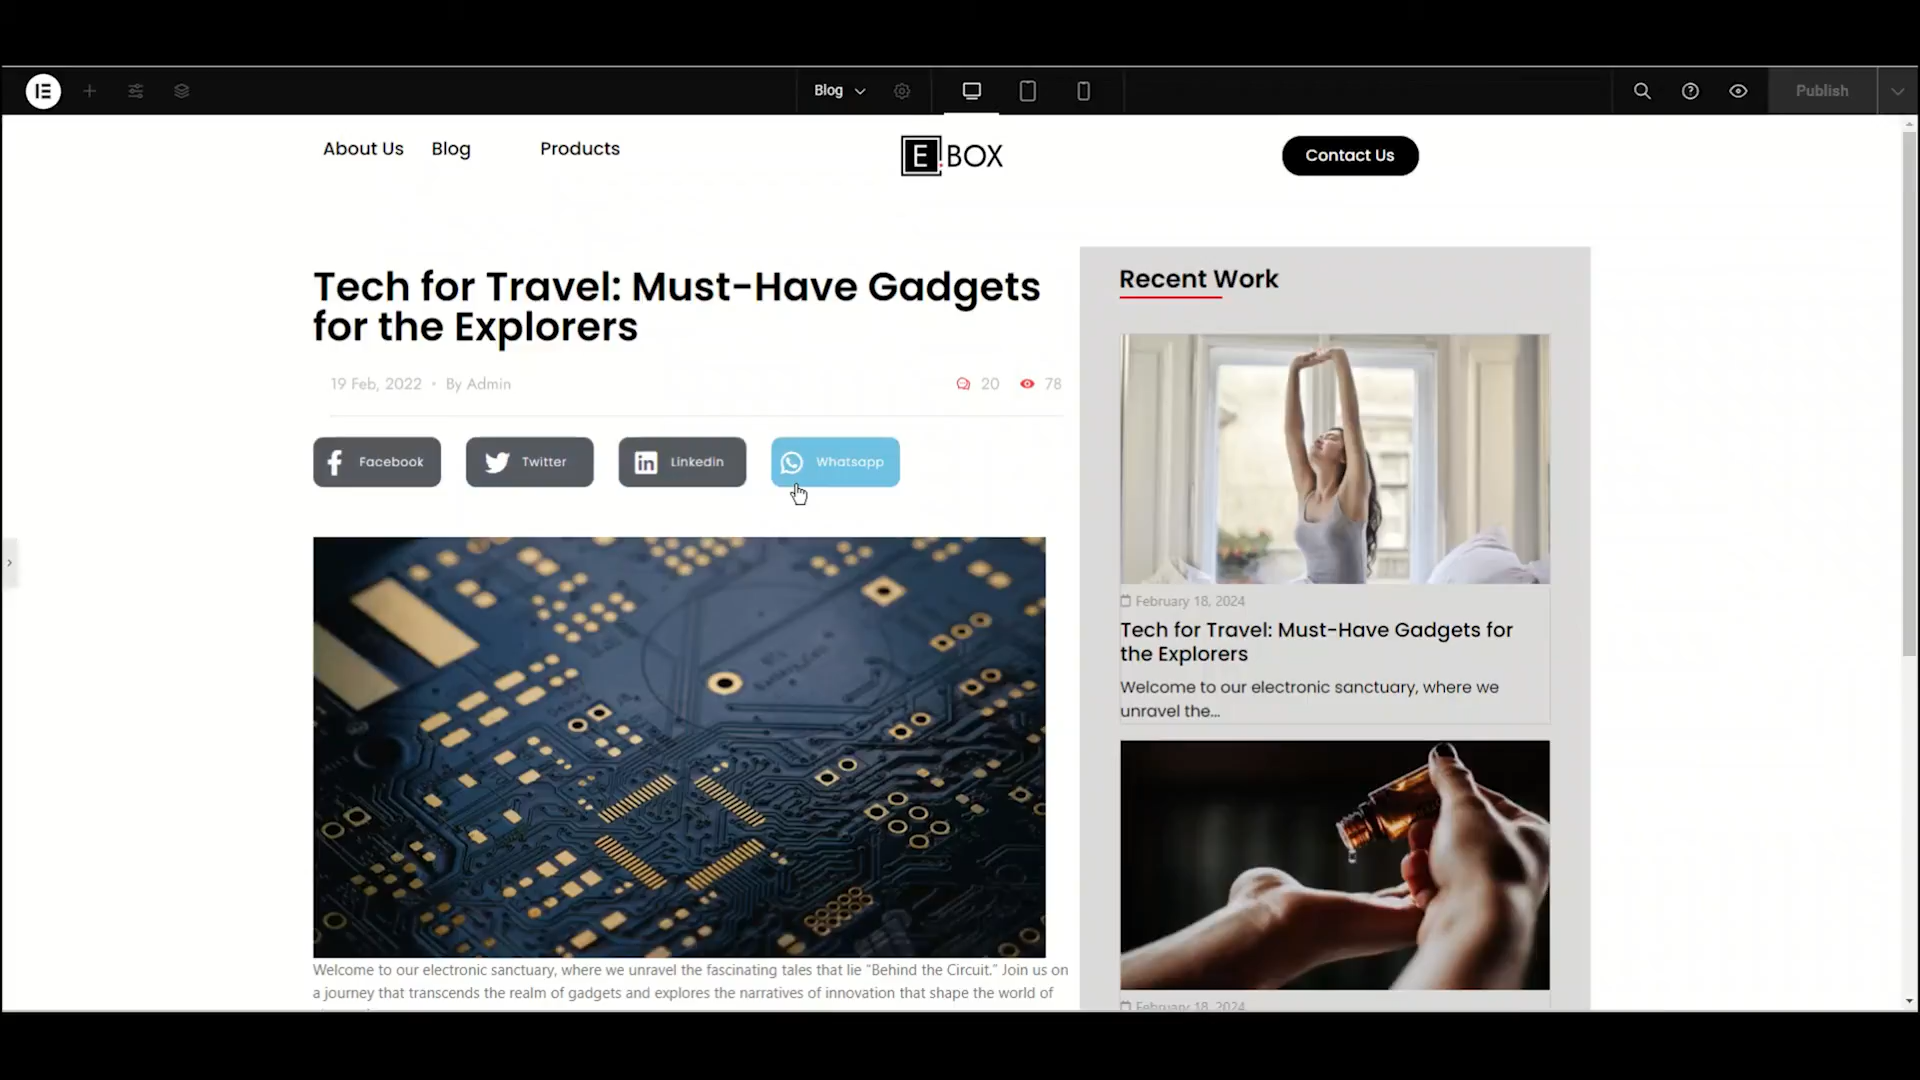 Blog
Publish
About Us
Blog
Products
E.BOX
Contact Us
Tech for Travel: Must-Have Gadgets
for the Explorers
19 Feb, 2022 • By Admin
20
78
Facebook
Twitter
Linkedin
Whatsapp
Welcome to our electronic sanctuary, where we unravel the fascinating tales that lie "Behind the Circuit." Join us on
a journey that transcends the realm of gadgets and explores the narratives of innovation that shape the world of
Recent Work
February 18, 2024
Tech for Travel: Must-Have Gadgets for
the Explorers
Welcome to our electronic sanctuary, where we
unravel the...
February 18, 2024